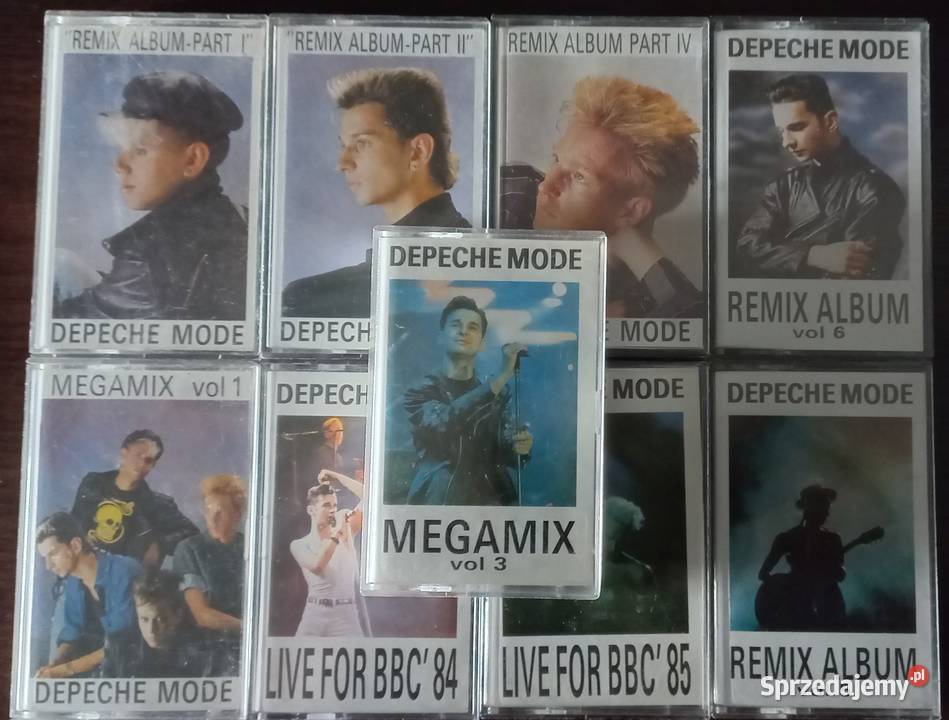 "REMIX ALBUM-PART I"
DEPECHE MODE
"REMIX ALBUM-PART II"
DEPECH
REMIX ALBUM PART IV
E MODE
DEPECHE MODE
REMIX ALBUM
vol 6
DEPECHE MODE
MEGAMIX
vol 3
MEGAMIX vol 1
DEPECHE MODE
DEPECH
LIVE FOR BBC' 84
MODE
LIVE FOR BBC' 85
DEPECHE MODE
REMIX ALBUM
Sprzedajemy.pl